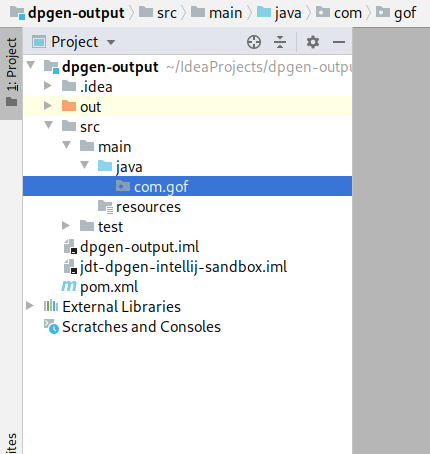 dpgen-output src main java com gof
1: Project
Project
dpgen-output ~/IdeaProjects/dpgen-outpu
.idea
out
src
main
java
com.gof
resources
test
dpgen-output.iml
jdt-dpgen-intellij-sandbox.iml
pom.xml
External Libraries
Scratches and Consoles